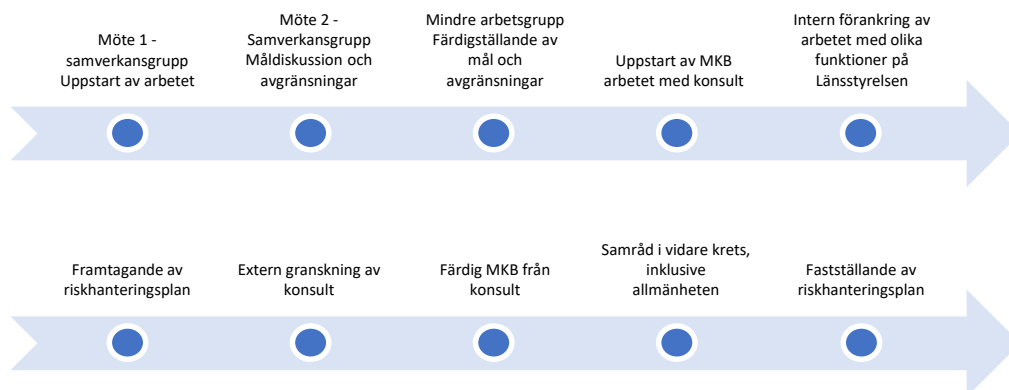 Möte 1 -
samverkansgrupp
Uppstart av arbetet
Möte 2 -
Samverkansgrupp
Måldiskussion och
avgränsningar
Mindre arbetsgrupp
Färdigställande av
mål och
avgränsningar
Uppstart av MKB
arbetet med konsult
Intern förankring av
arbetet med olika
funktioner på
Länsstyrelsen
Framtagande av
riskhanteringsplan
Extern granskning av
konsult
Färdig MKB från
konsult
Samråd i vidare krets,
inklusive
allmänheten
Fastställande av
riskhanteringsplan